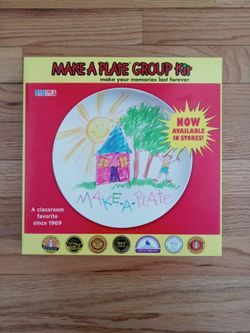 MAKE A PLATE GROUP Kit
make your memories last forever
NOW
AVAILABLE
IN STORES!
MAKE-A-PLATE
A classroom
favorite
since 1969